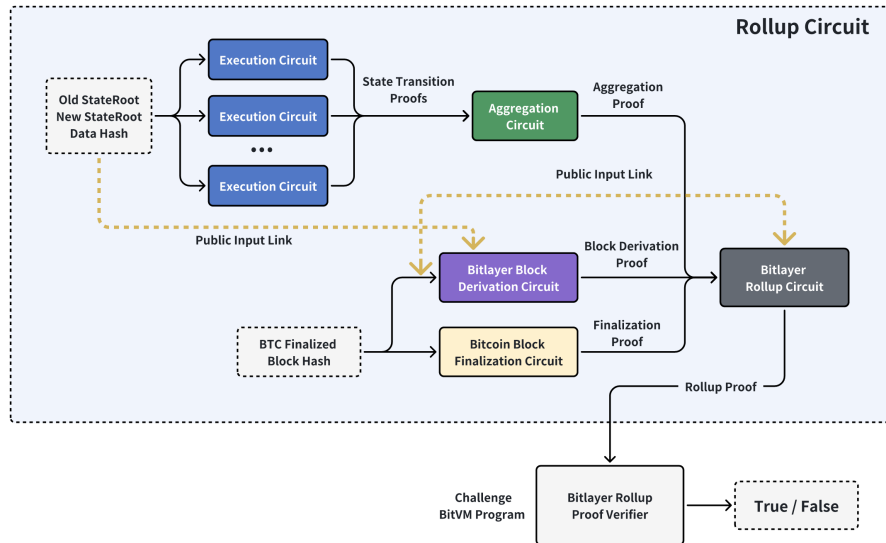 Rollup Circuit
Execution Circuit
Old StateRoot
New StateRoot
Data Hash
Execution Circuit
•••
Execution Circuit
State Transition
Proofs
Aggregation
Circuit
Aggregation
Proof
Public Input Link
Public Input Link
Bitlayer Block
Derivation Circuit
Block Derivation
Proof
Bitlayer
Rollup Circuit
BTC Finalized
Block Hash
Bitcoin Block
Finalization Circuit
Finalization
Proof
Rollup Proof
Challenge
BitVM Program
Bitlayer Rollup
Proof Verifier
True / False